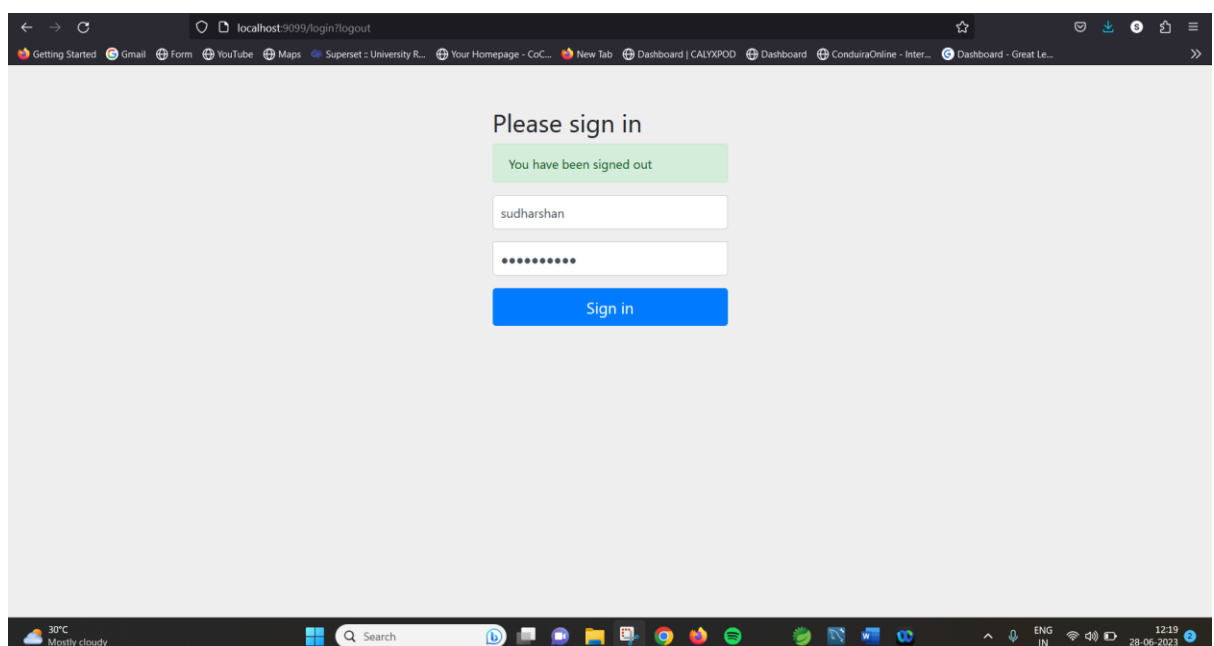 localhost:9099/login?logout
Getting Started Gmail Form YouTube Maps Superset :: University R... Your Homepage - CoC... New Tab Dashboard | CALYXPOD Dashboard ConduiraOnline - Inter... Dashboard - Great Le...
Please sign in
You have been signed out
sudharshan
Sign in
30°C
Mostly cloudy
Search
ENG
IN
12:19
28-06-2023
2